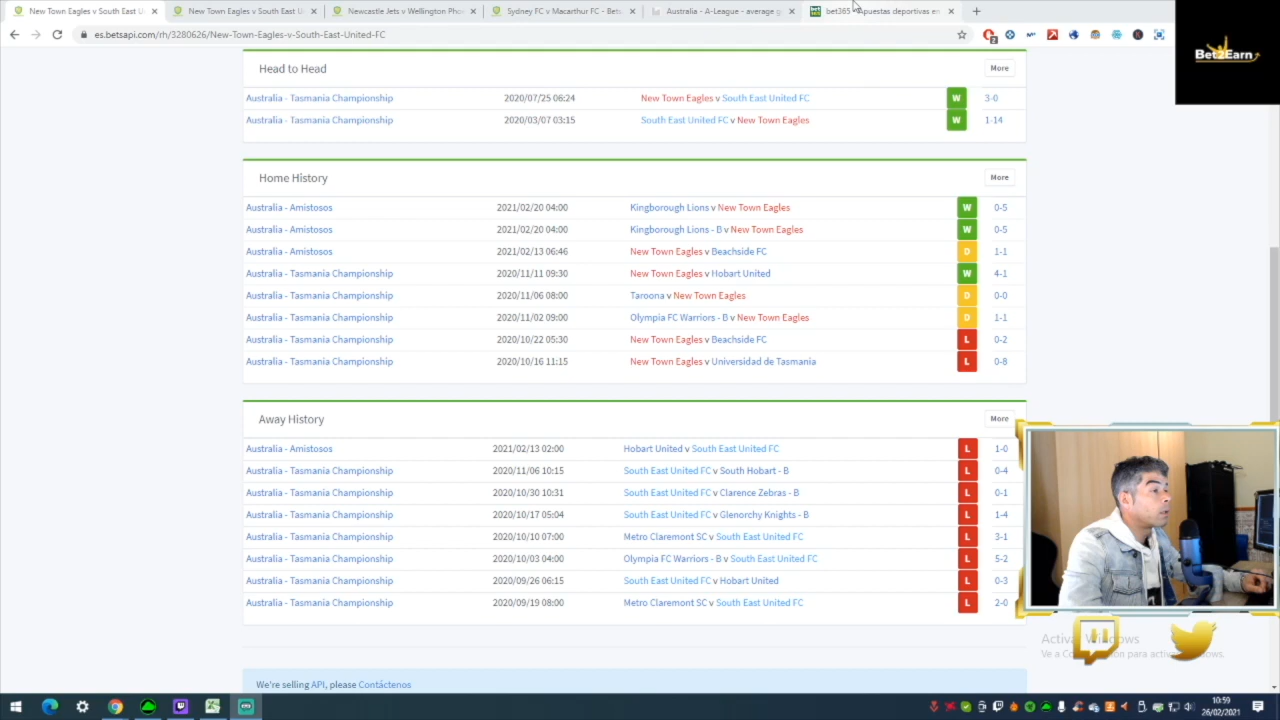 New Town Eagles v South East U
New Town Eagles v South East U
Newcastle Jets v Wellington Pho
Sydney FC v Macarthur FC - Bets
Australia - A-League - average g
bet365 - Apuestas deportivas en
es.betsapi.com/rh/3280626/New-Town-Eagles-v-South-East-United-FC
Bet2Earn
Head to Head More
Australia - Tasmania Championship 2020/07/25 06:24 New Town Eagles v South East United FC W 3-0
Australia - Tasmania Championship 2020/03/07 03:15 South East United FC v New Town Eagles W 1-14
Home History More
Australia - Amistosos 2021/02/20 04:00 Kingborough Lions v New Town Eagles W 0-5
Australia - Amistosos 2021/02/20 04:00 Kingborough Lions - B v New Town Eagles W 0-5
Australia - Amistosos 2021/02/13 06:46 New Town Eagles v Beachside FC D 1-1
Australia - Tasmania Championship 2020/11/11 09:30 New Town Eagles v Hobart United W 4-1
Australia - Tasmania Championship 2020/11/06 08:00 Taroona v New Town Eagles D 0-0
Australia - Tasmania Championship 2020/11/02 09:00 Olympia FC Warriors - B v New Town Eagles D 1-1
Australia - Tasmania Championship 2020/10/22 05:30 New Town Eagles v Beachside FC L 0-2
Australia - Tasmania Championship 2020/10/16 11:15 New Town Eagles v Universidad de Tasmania L 0-8
Away History More
Australia - Amistosos 2021/02/13 02:00 Hobart United v South East United FC L 1-0
Australia - Tasmania Championship 2020/11/06 10:15 South East United FC v South Hobart - B L 0-4
Australia - Tasmania Championship 2020/10/30 10:31 South East United FC v Clarence Zebras - B L 0-1
Australia - Tasmania Championship 2020/10/17 05:04 South East United FC v Glenorchy Knights - B L 1-4
Australia - Tasmania Championship 2020/10/10 07:00 Metro Claremont SC v South East United FC L 3-1
Australia - Tasmania Championship 2020/10/03 04:00 Olympia FC Warriors - B v South East United FC L 5-2
Australia - Tasmania Championship 2020/09/26 06:15 South East United FC v Hobart United L 0-3
Australia - Tasmania Championship 2020/09/19 08:00 Metro Claremont SC v South East United FC L 2-0
We're selling API, please Contáctenos
Windows
Ve a para activ
10:59
26/02/2021